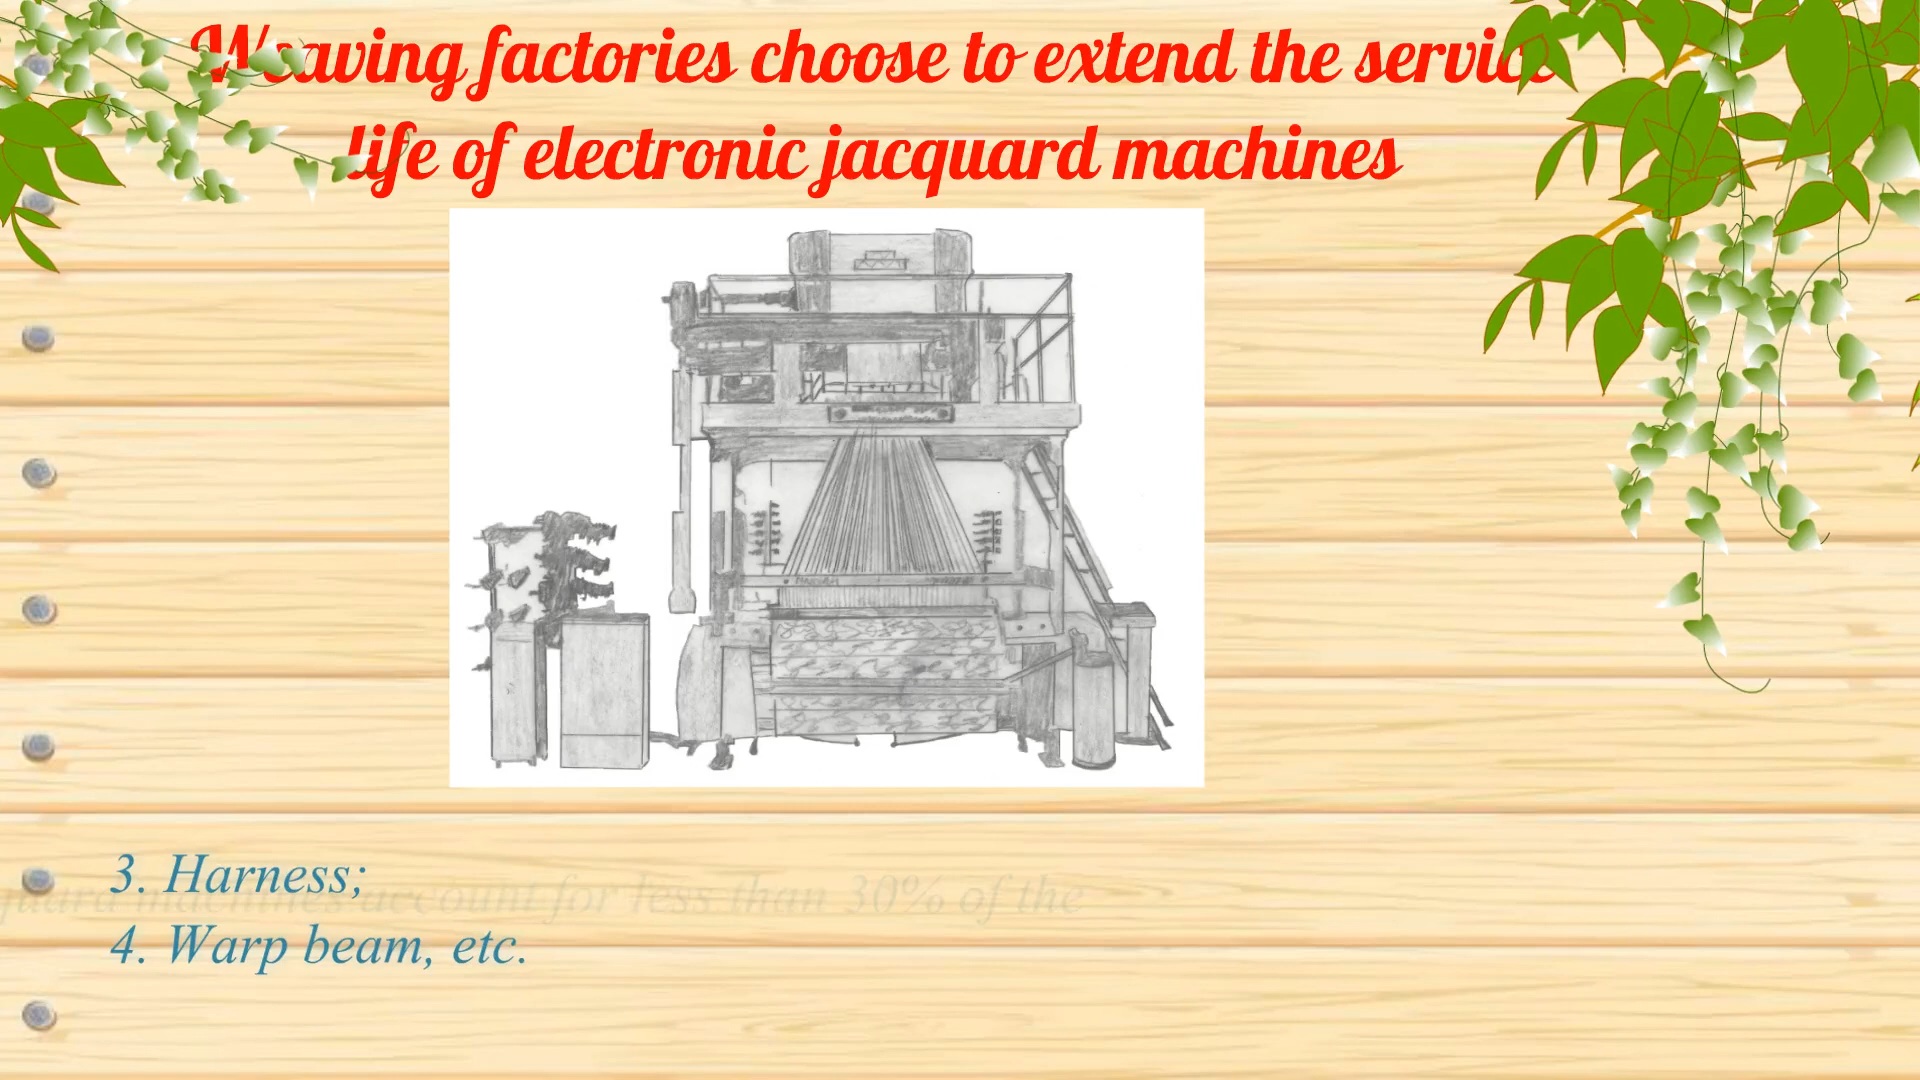 Weaving factories choose to extend the service
life of electronic jacquard machines
3. Harness;
machines account for less than 30% of the
4. Warp beam, etc.